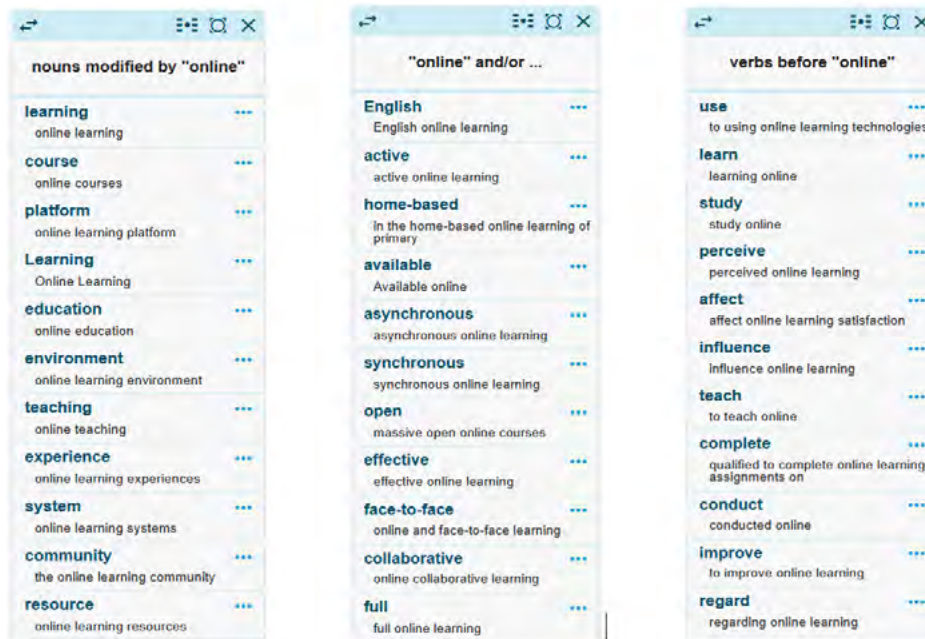 nouns modified by "online"
learning
online learning
course
online courses
platform
online learning platform
Learning
Online Learning
education
online education
environment
online learning environment
teaching
online teaching
experience
online learning experiences
system
online learning systems
community
the online learning community
resource
online learning resources
"online" and/or ...
English
English online learning
active
active online learning
home-based
in the home-based online learning of
primary
available
Available online
asynchronous
asynchronous online learning
synchronous
synchronous online learning
open
massive open online courses
effective
effective online learning
face-to-face
online and face-to-face learning
collaborative
online collaborative learning
full
full online learning
verbs before "online"
use
to using online learning technologies
learn
learning online
study
study online
perceive
perceived online learning
affect
affect online learning satisfaction
influence
influence online learning
teach
to teach online
complete
qualified to complete online learning
assignments on
conduct
conducted online
improve
to improve online learning
regard
regarding online learning